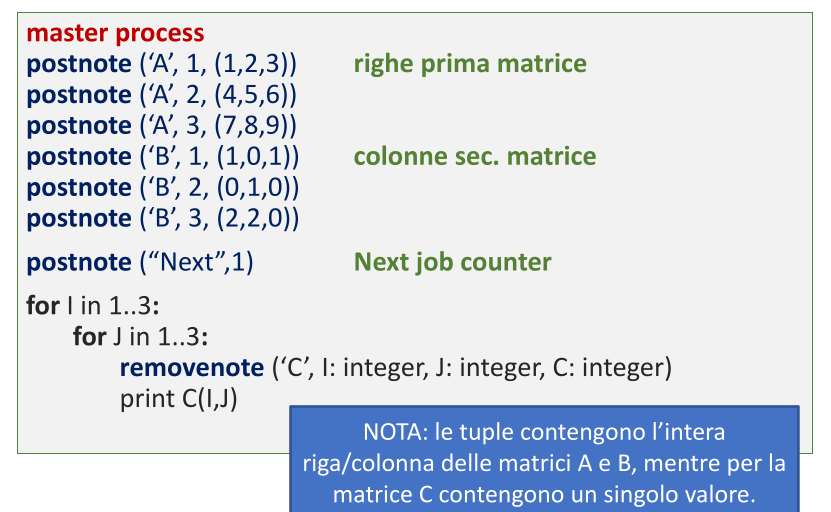 master process
postnote (‘A’, 1, (1,2,3)) righe prima matrice
postnote (‘A’, 2, (4,5,6))
postnote (‘A’, 3, (7,8,9))
postnote (‘B’, 1, (1,0,1)) colonne sec. matrice
postnote (‘B’, 2, (0,1,0))
postnote (‘B’, 3, (2,2,0))
postnote (“Next”,1) Next job counter
for I in 1..3:
for J in 1..3:
removenote (‘C’, I: integer, J: integer, C: integer)
print C(I,J)
NOTA: le tuple contengono l’intera
riga/colonna delle matrici A e B, mentre per la
matrice C contengono un singolo valore.